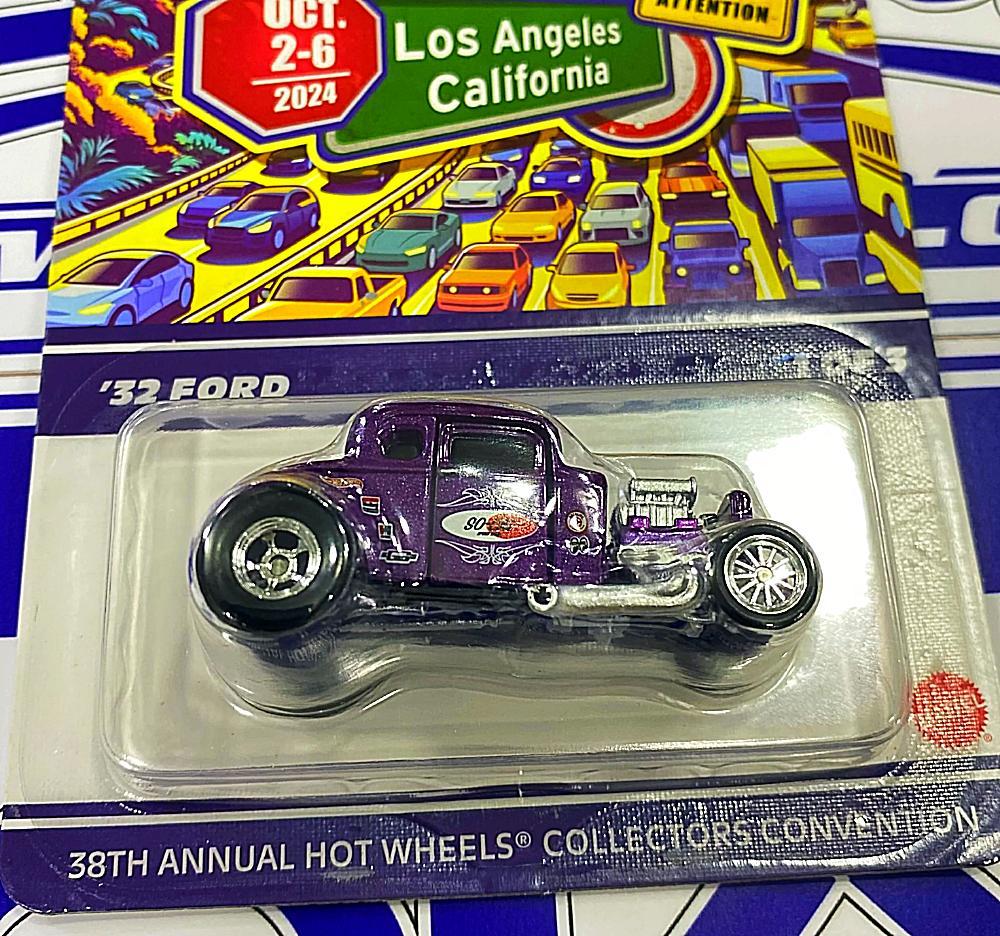 OCT.
2-6
2024
Los Angeles
California
ATTENTION
'32 FORD
38TH ANNUAL HOT WHEELS® COLLECTORS CONVENTION